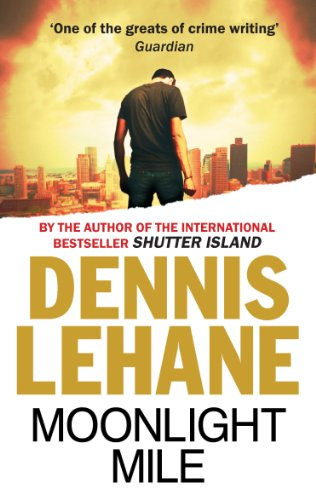 ‘One of the greats of crime writing’
Guardian
BY THE AUTHOR OF THE INTERNATIONAL
BESTSELLER SHUTTER ISLAND
DENNIS
LEHANE
MOONLIGHT
MILE